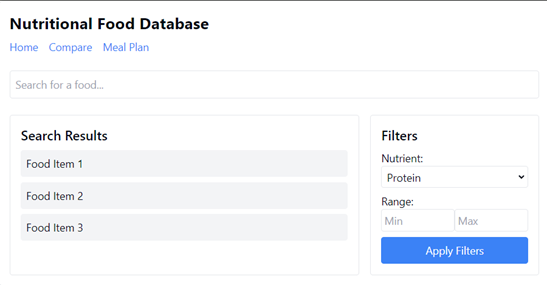 Nutritional Food Database
Home Compare Meal Plan
Search for a food...
Search Results
Food Item 1
Food Item 2
Food Item 3
Filters
Nutrient:
Protein
Range:
Min Max
Apply Filters